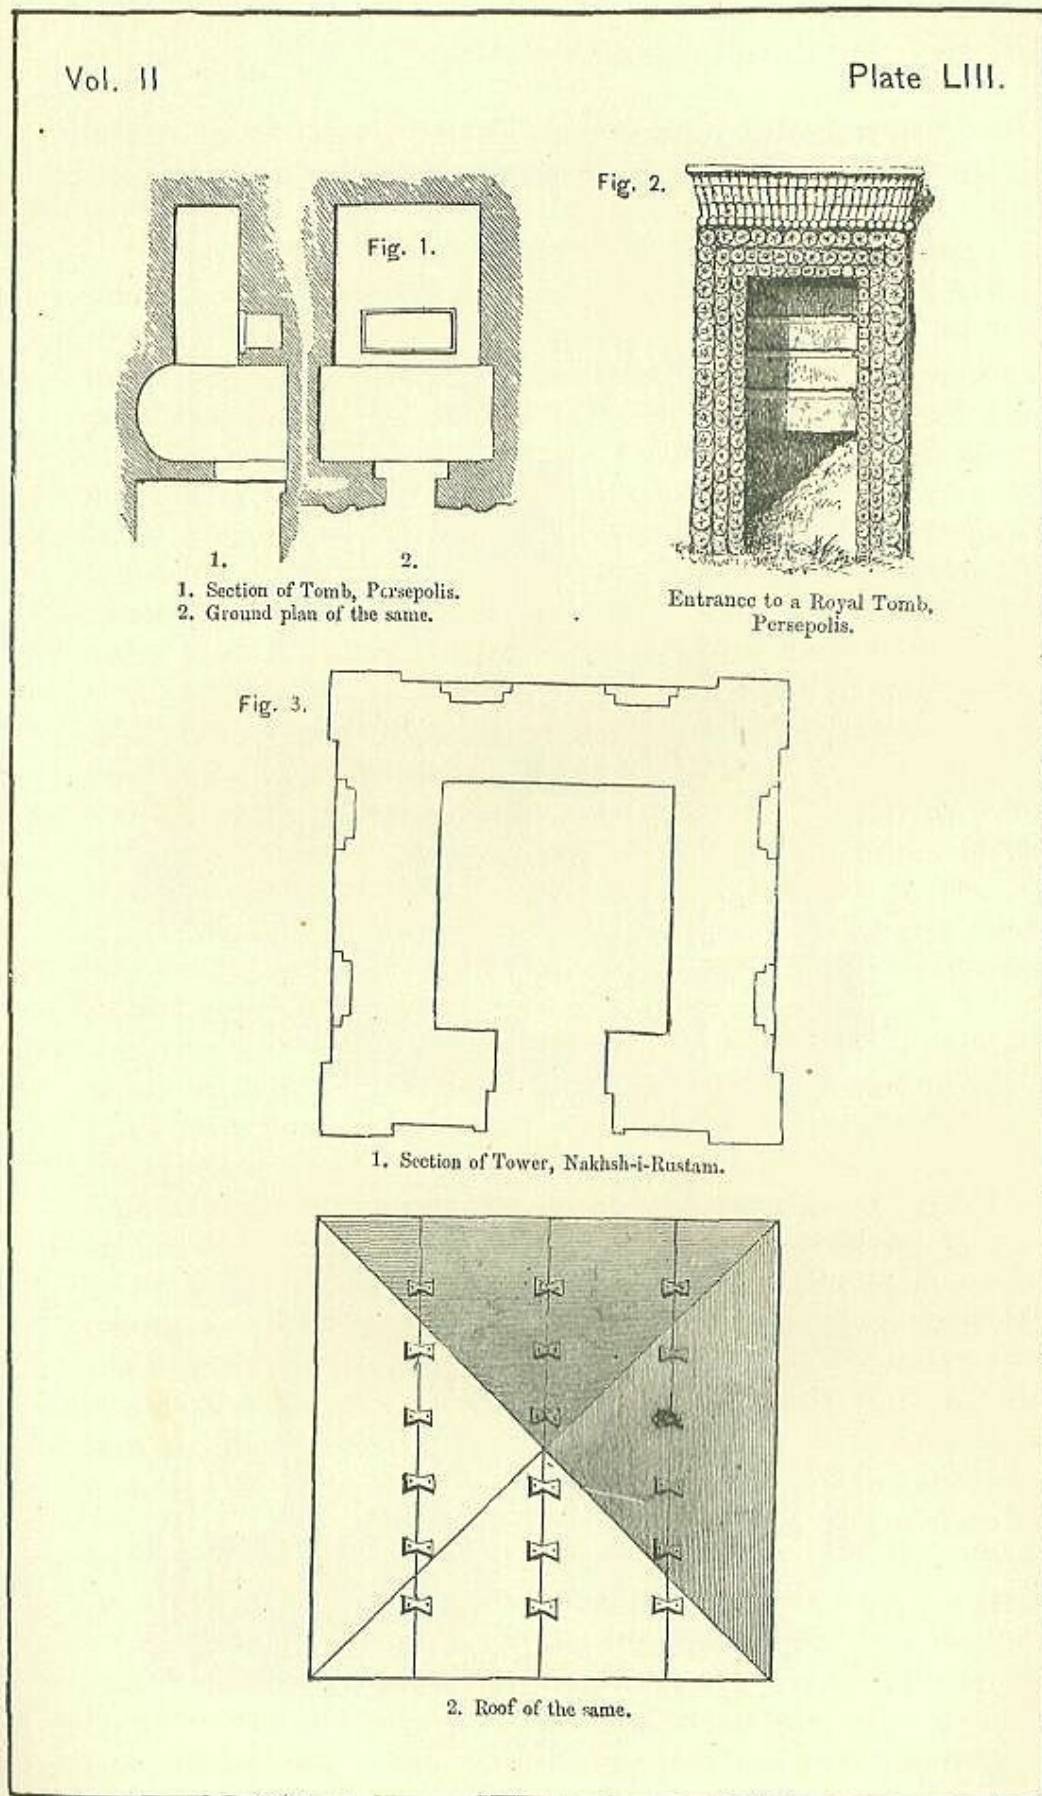 Vol. II
Plate LIII.
Fig. 1.
Fig. 2.
1.
2.
1. Section of Tomb, Persepolis.
2. Ground plan of the same.
Entrance to a Royal Tomb,
Persepolis.
Fig. 3.
1. Section of Tower, Nakhsh-i-Rustam.
2. Roof of the same.